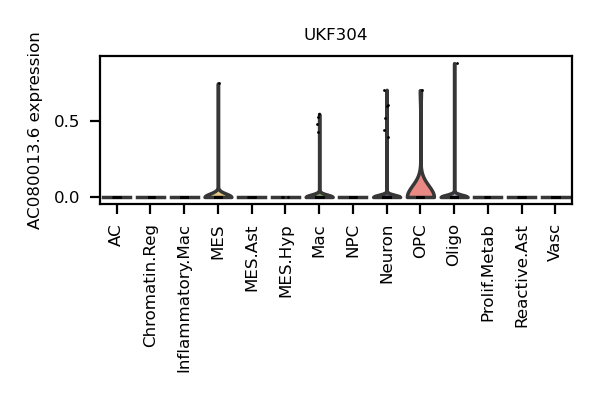 UKF304
AC080013.6 expression
0.5
0.0
AC
Chromatin.Reg
Inflammatory.Mac
MES
MES.Ast
MES.Hyp
Mac
NPC
Neuron
OPC
Oligo
Prolif.Metab
Reactive.Ast
Vasc